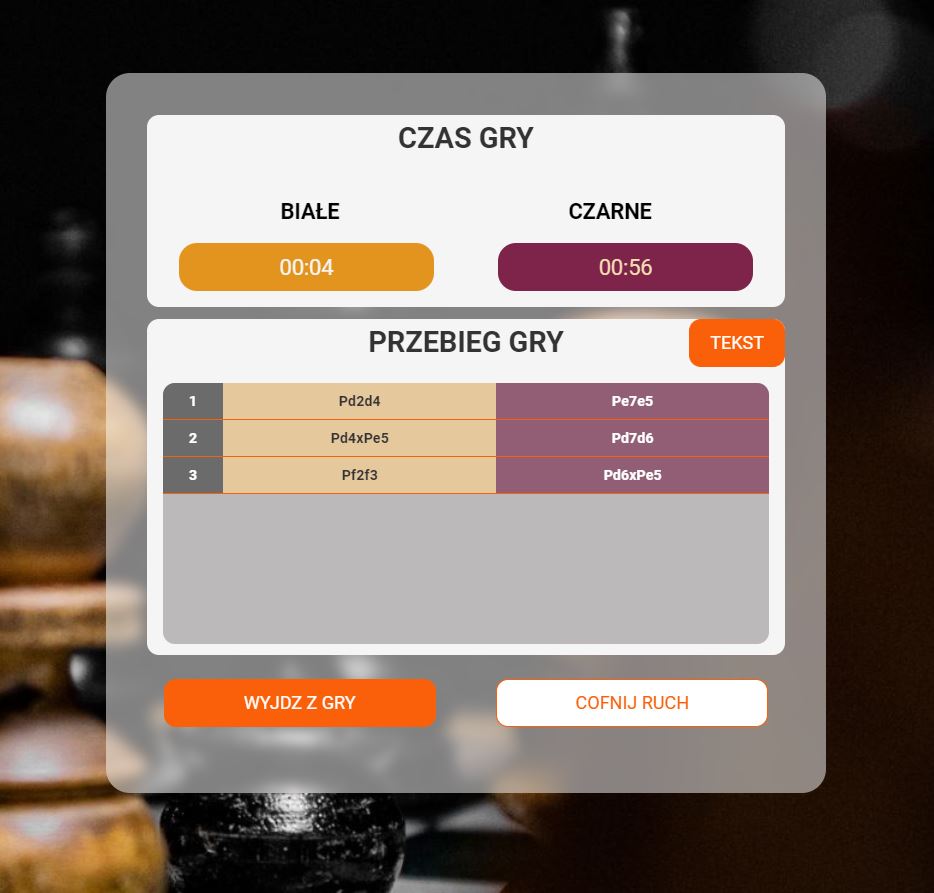 CZAS GRY
BIAŁE CZARNE
00:04 00:56
PRZEBIEG GRY TEKST
1 Pd2d4 Pe7e5
2 Pd4xPe5 Pd7d6
3 Pf2f3 Pd6xPe5
WYJDZ Z GRY COFNIJ RUCH